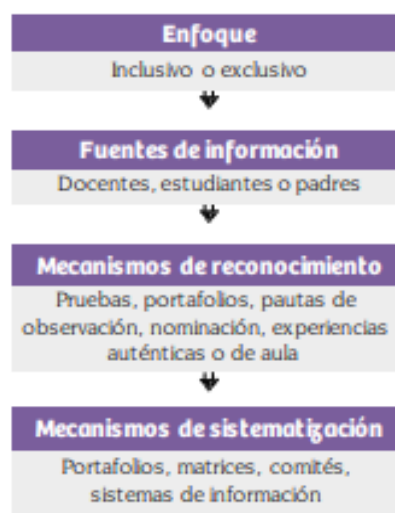 Enfoque
Inclusivo o exclusivo
Fuentes de información
Docentes, estudiantes o padres
Mecanismos de reconocimiento
Pruebas, portafolios, pautas de
observación, nominación, experiencias
auténticas o de aula
Mecanismos de sistematización
Portafolios, matrices, comités,
sistemas de información